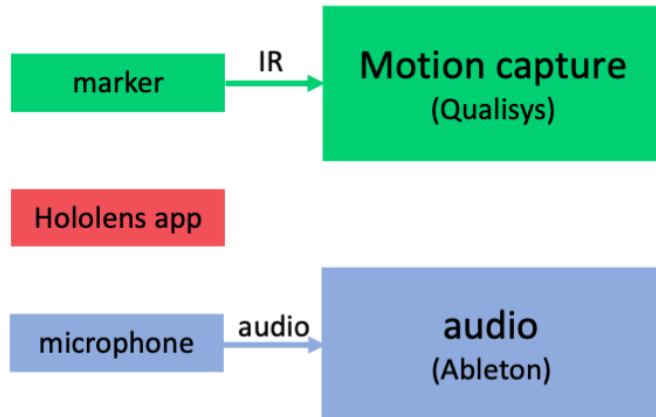 marker
IR
Motion capture
(Qualisys)
Hololens app
microphone
audio
audio
(Ableton)